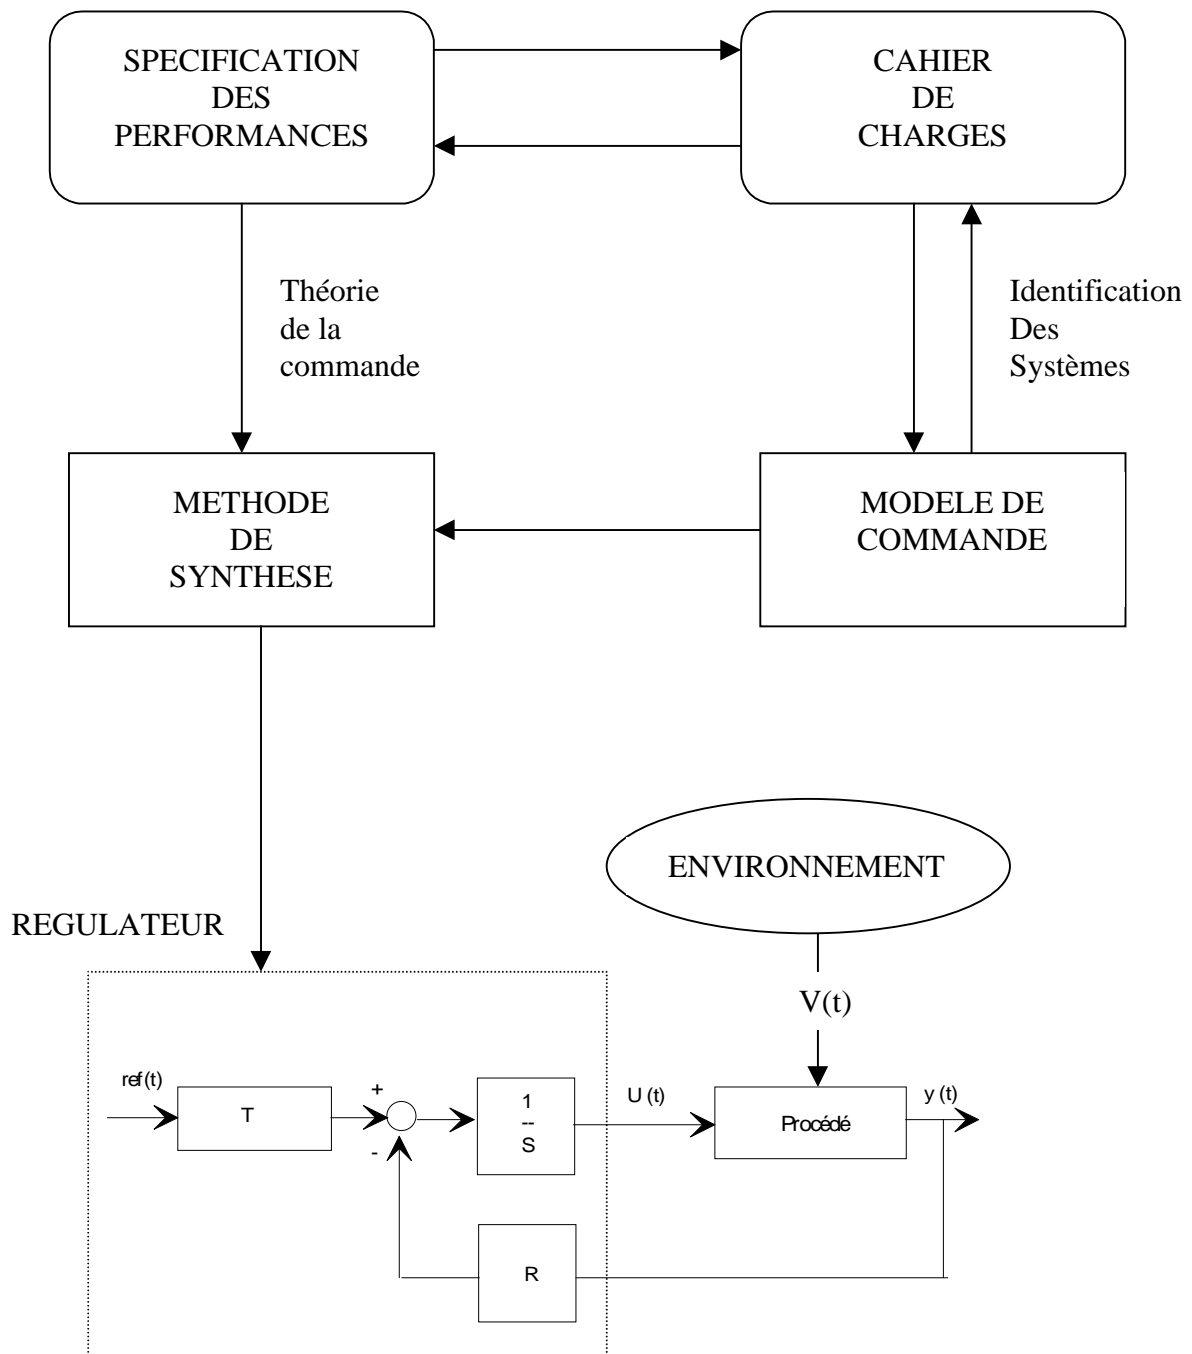 SPECIFICATION
DES
PERFORMANCES
CAHIER
DE
CHARGES
Théorie
de la
commande
Identification
Des
Systèmes
METHODE
DE
SYNTHESE
MODELE DE
COMMANDE
ENVIRONNEMENT
REGULATEUR
V(t)
ref(t)
T
+
-
1
--
S
U (t)
Procédé
y (t)
R